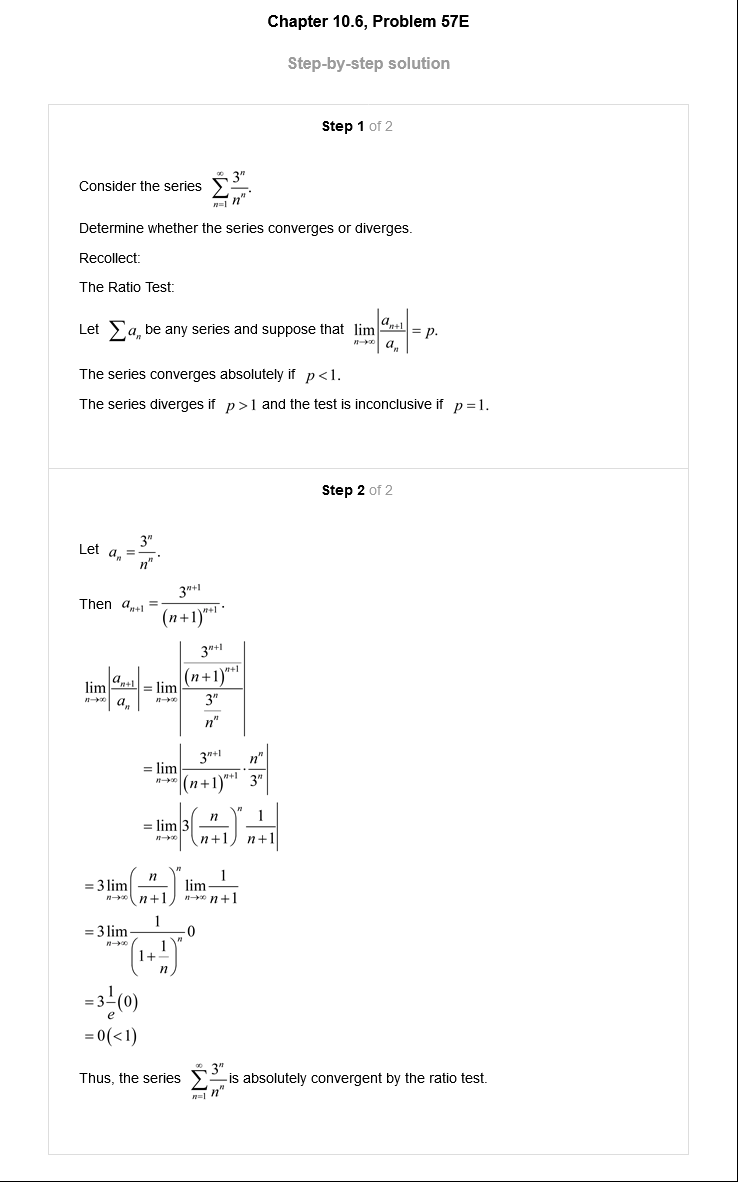 Chapter 10.6, Problem 57E
Step-by-step solution
Step 1 of 2
Consider the series $\sum_{n=1}^{\infty} \frac{3^n}{n^n}$.
Determine whether the series converges or diverges.
Recollect:
The Ratio Test:
Let $\sum a_n$ be any series and suppose that $\lim_{n \to \infty} \left| \frac{a_{n+1}}{a_n} \right| = p$.
The series converges absolutely if $p < 1$.
The series diverges if $p > 1$ and the test is inconclusive if $p = 1$.
Step 2 of 2
Let $a_n = \frac{3^n}{n^n}$.
Then $a_{n+1} = \frac{3^{n+1}}{(n+1)^{n+1}}$.
$\lim_{n \to \infty} \left| \frac{a_{n+1}}{a_n} \right| = \lim_{n \to \infty} \left| \frac{\frac{3^{n+1}}{(n+1)^{n+1}}}{\frac{3^n}{n^n}} \right|$
$= \lim_{n \to \infty} \left| \frac{3^{n+1}}{(n+1)^{n+1}} \cdot \frac{n^n}{3^n} \right|$
$= \lim_{n \to \infty} \left| 3 \left( \frac{n}{n+1} \right)^n \frac{1}{n+1} \right|$
$= 3 \lim_{n \to \infty} \left( \frac{n}{n+1} \right)^n \lim_{n \to \infty} \frac{1}{n+1}$
$= 3 \lim_{n \to \infty} \frac{1}{\left( 1 + \frac{1}{n} \right)^n} 0$
$= 3 \frac{1}{e} (0)$
$= 0 (< 1)$
Thus, the series $\sum_{n=1}^{\infty} \frac{3^n}{n^n}$ is absolutely convergent by the ratio test.